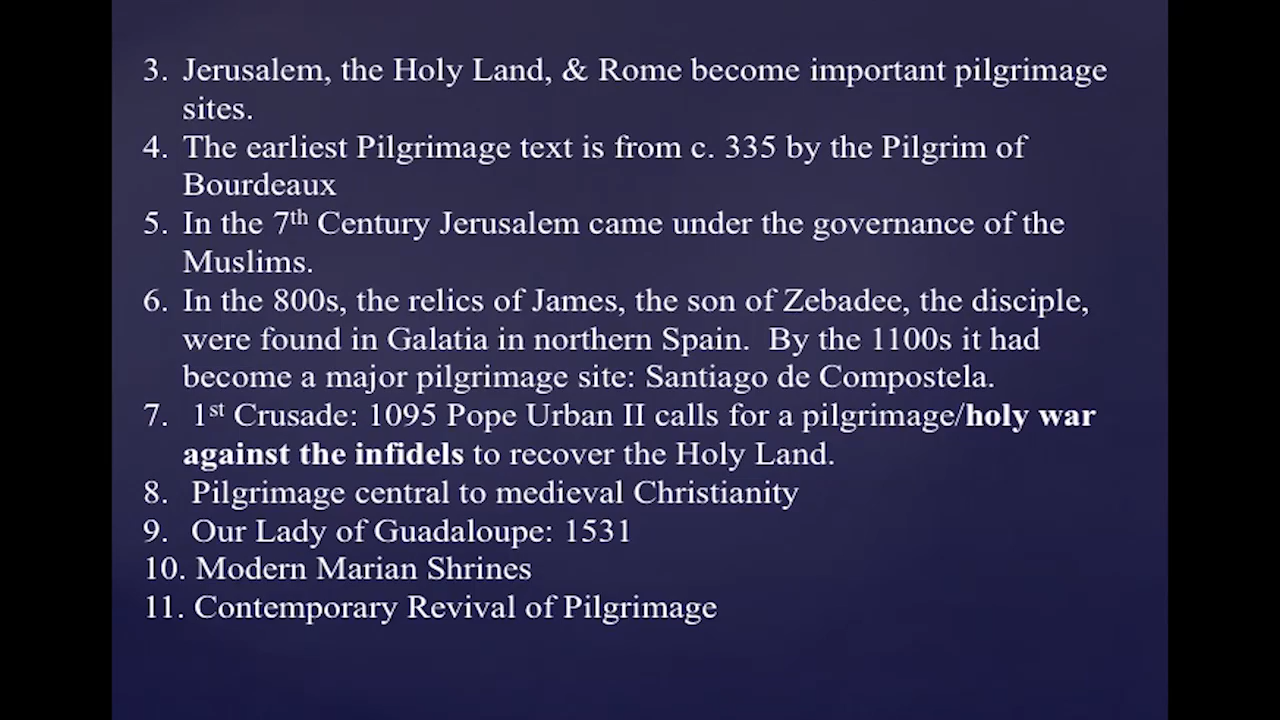 3. Jerusalem, the Holy Land, & Rome become important pilgrimage
sites.
4. The earliest Pilgrimage text is from c. 335 by the Pilgrim of
Bourdeaux
5. In the 7th Century Jerusalem came under the governance of the
Muslims.
6. In the 800s, the relics of James, the son of Zebadee, the disciple,
were found in Galatia in northern Spain.  By the 1100s it had
become a major pilgrimage site: Santiago de Compostela.
7. 1st Crusade: 1095 Pope Urban II calls for a pilgrimage/holy war
against the infidels to recover the Holy Land.
8. Pilgrimage central to medieval Christianity
9. Our Lady of Guadaloupe: 1531
10. Modern Marian Shrines
11. Contemporary Revival of Pilgrimage